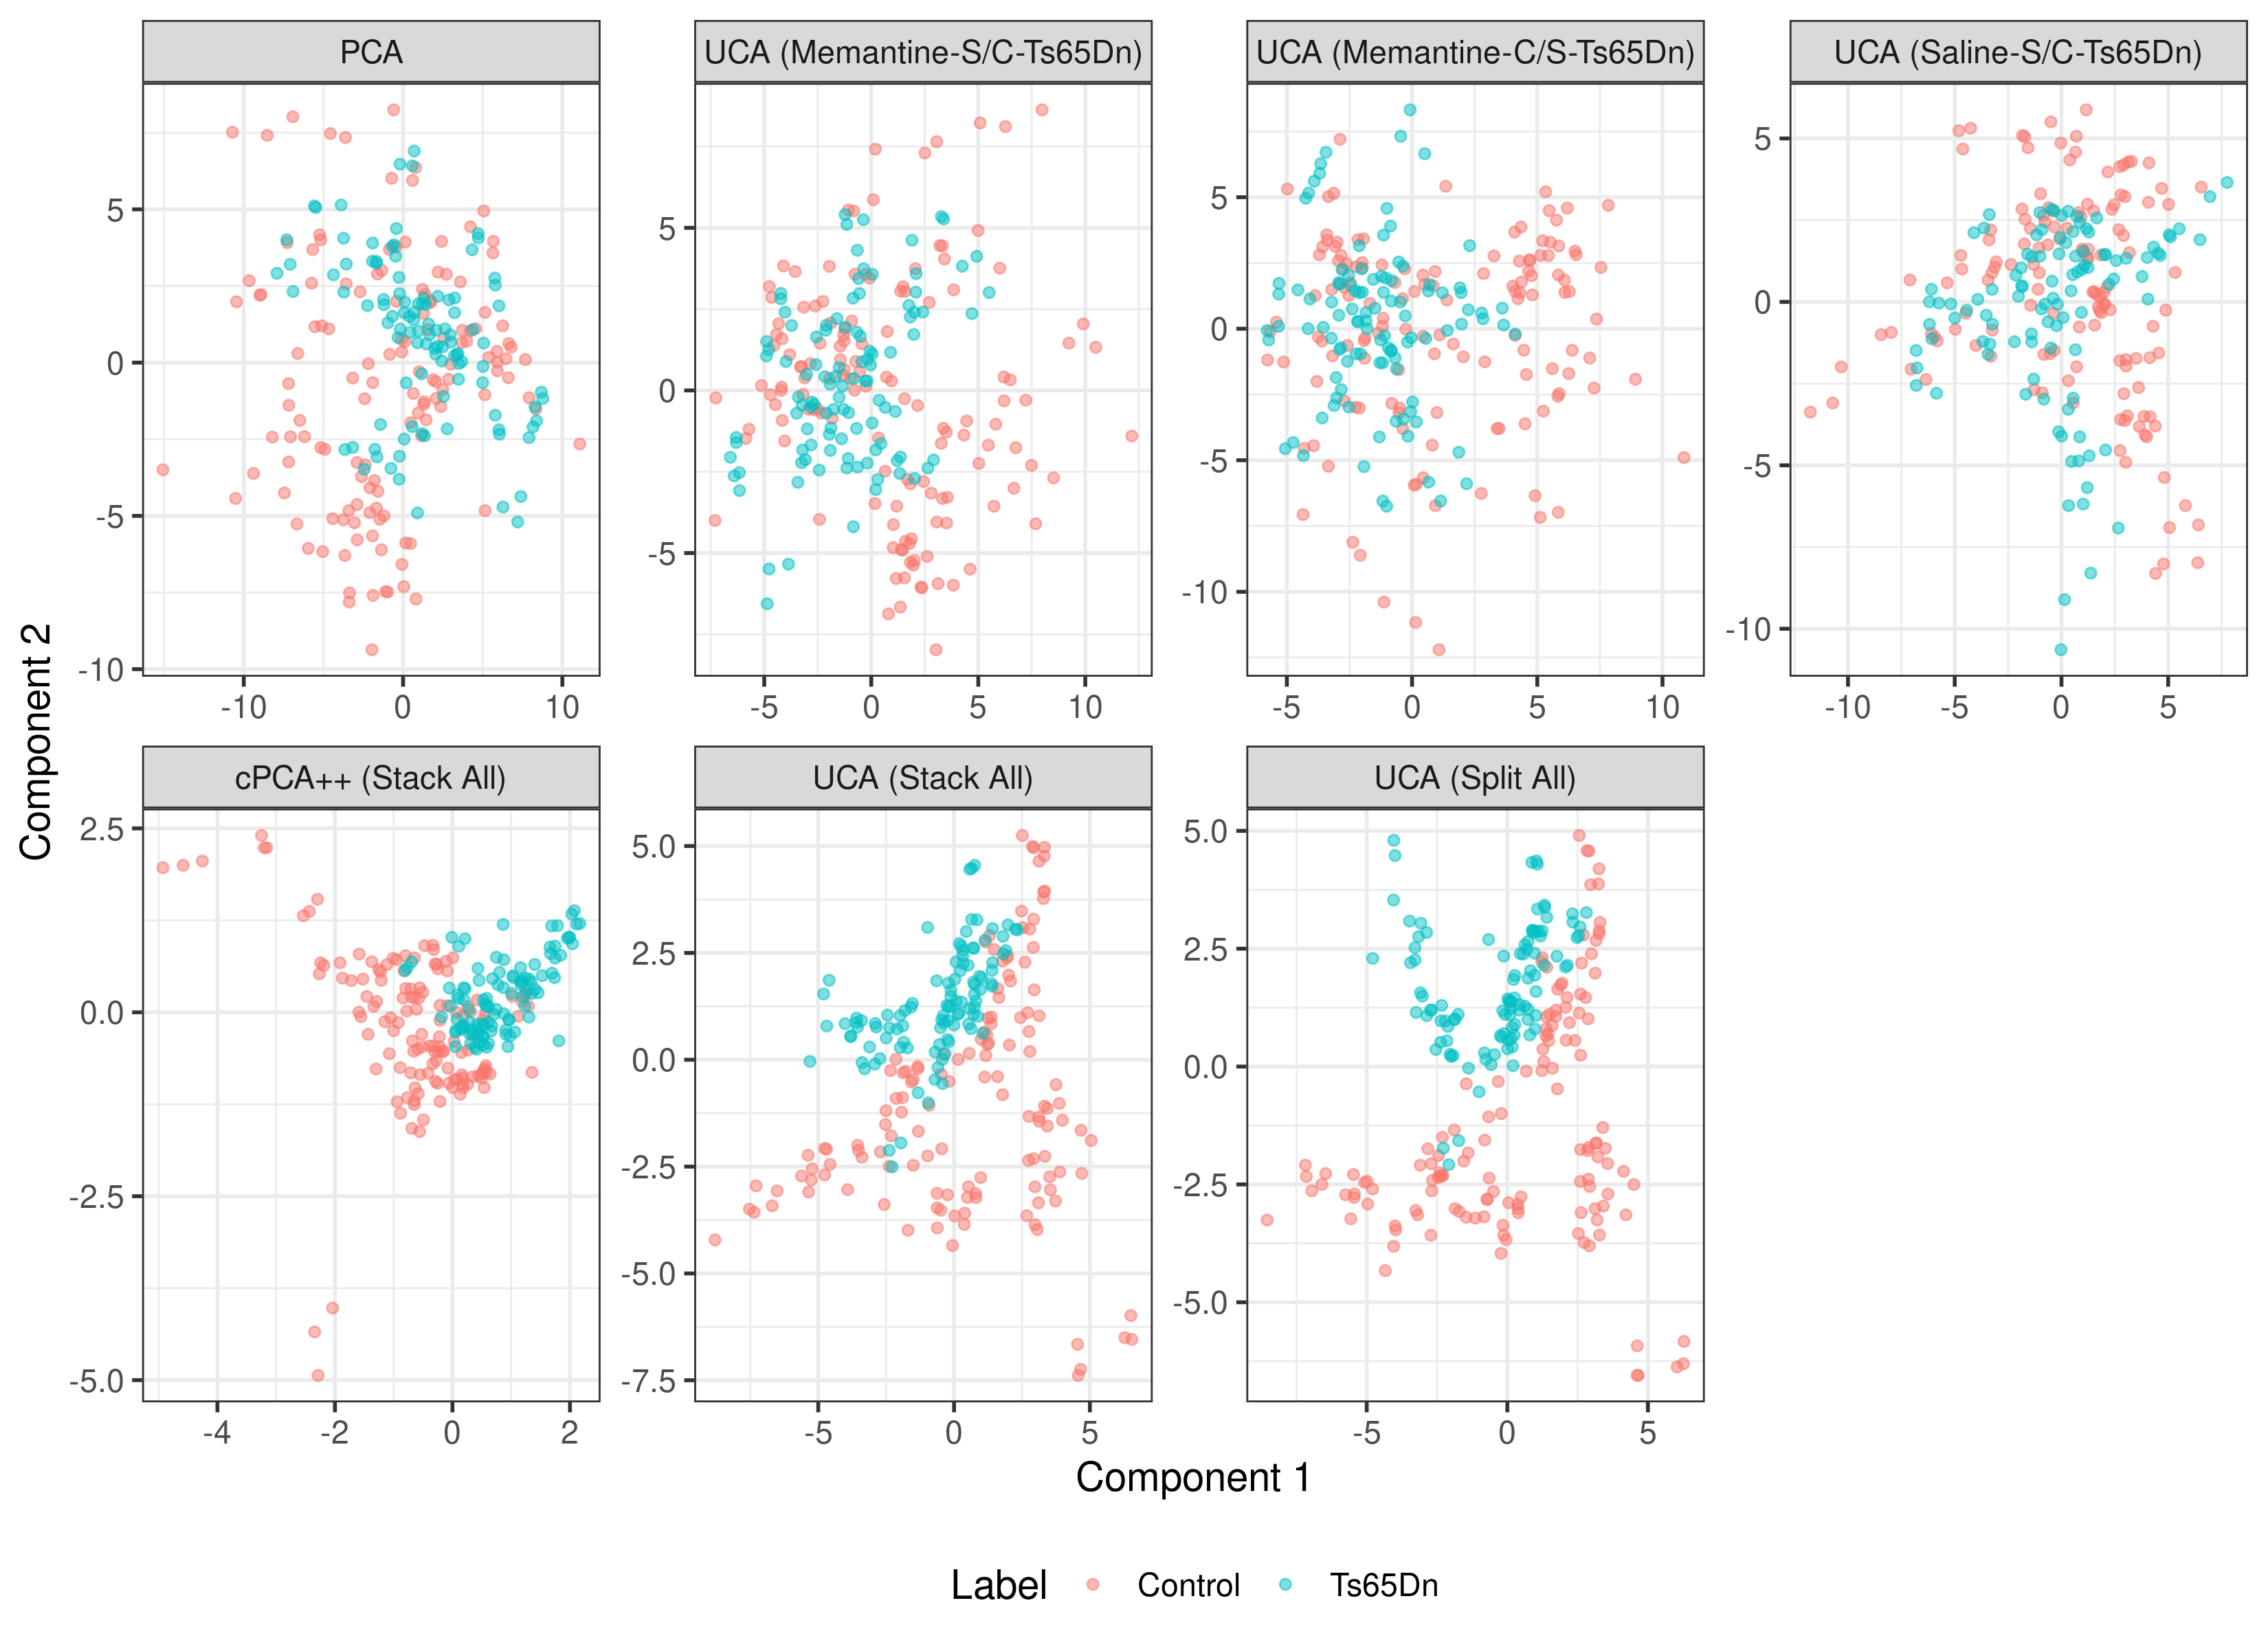 PCA
UCA (Memantine-S/C-Ts65Dn)
UCA (Memantine-C/S-Ts65Dn)
UCA (Saline-S/C-Ts65Dn)
5
0
-5
-10
-10 0 10
5
0
-5
-5 0 5 10
5
0
-5
-10
-5 0 5 10
5
0
-5
-10
-10 -5 0 5
Component 2
cPCA++ (Stack All)
UCA (Stack All)
UCA (Split All)
2.5
0.0
-2.5
-5.0
-4 -2 0 2
5.0
2.5
0.0
-2.5
-5.0
-7.5
-5 0 5
5.0
2.5
0.0
-2.5
-5.0
-5 0 5
Component 1
Label Control Ts65Dn